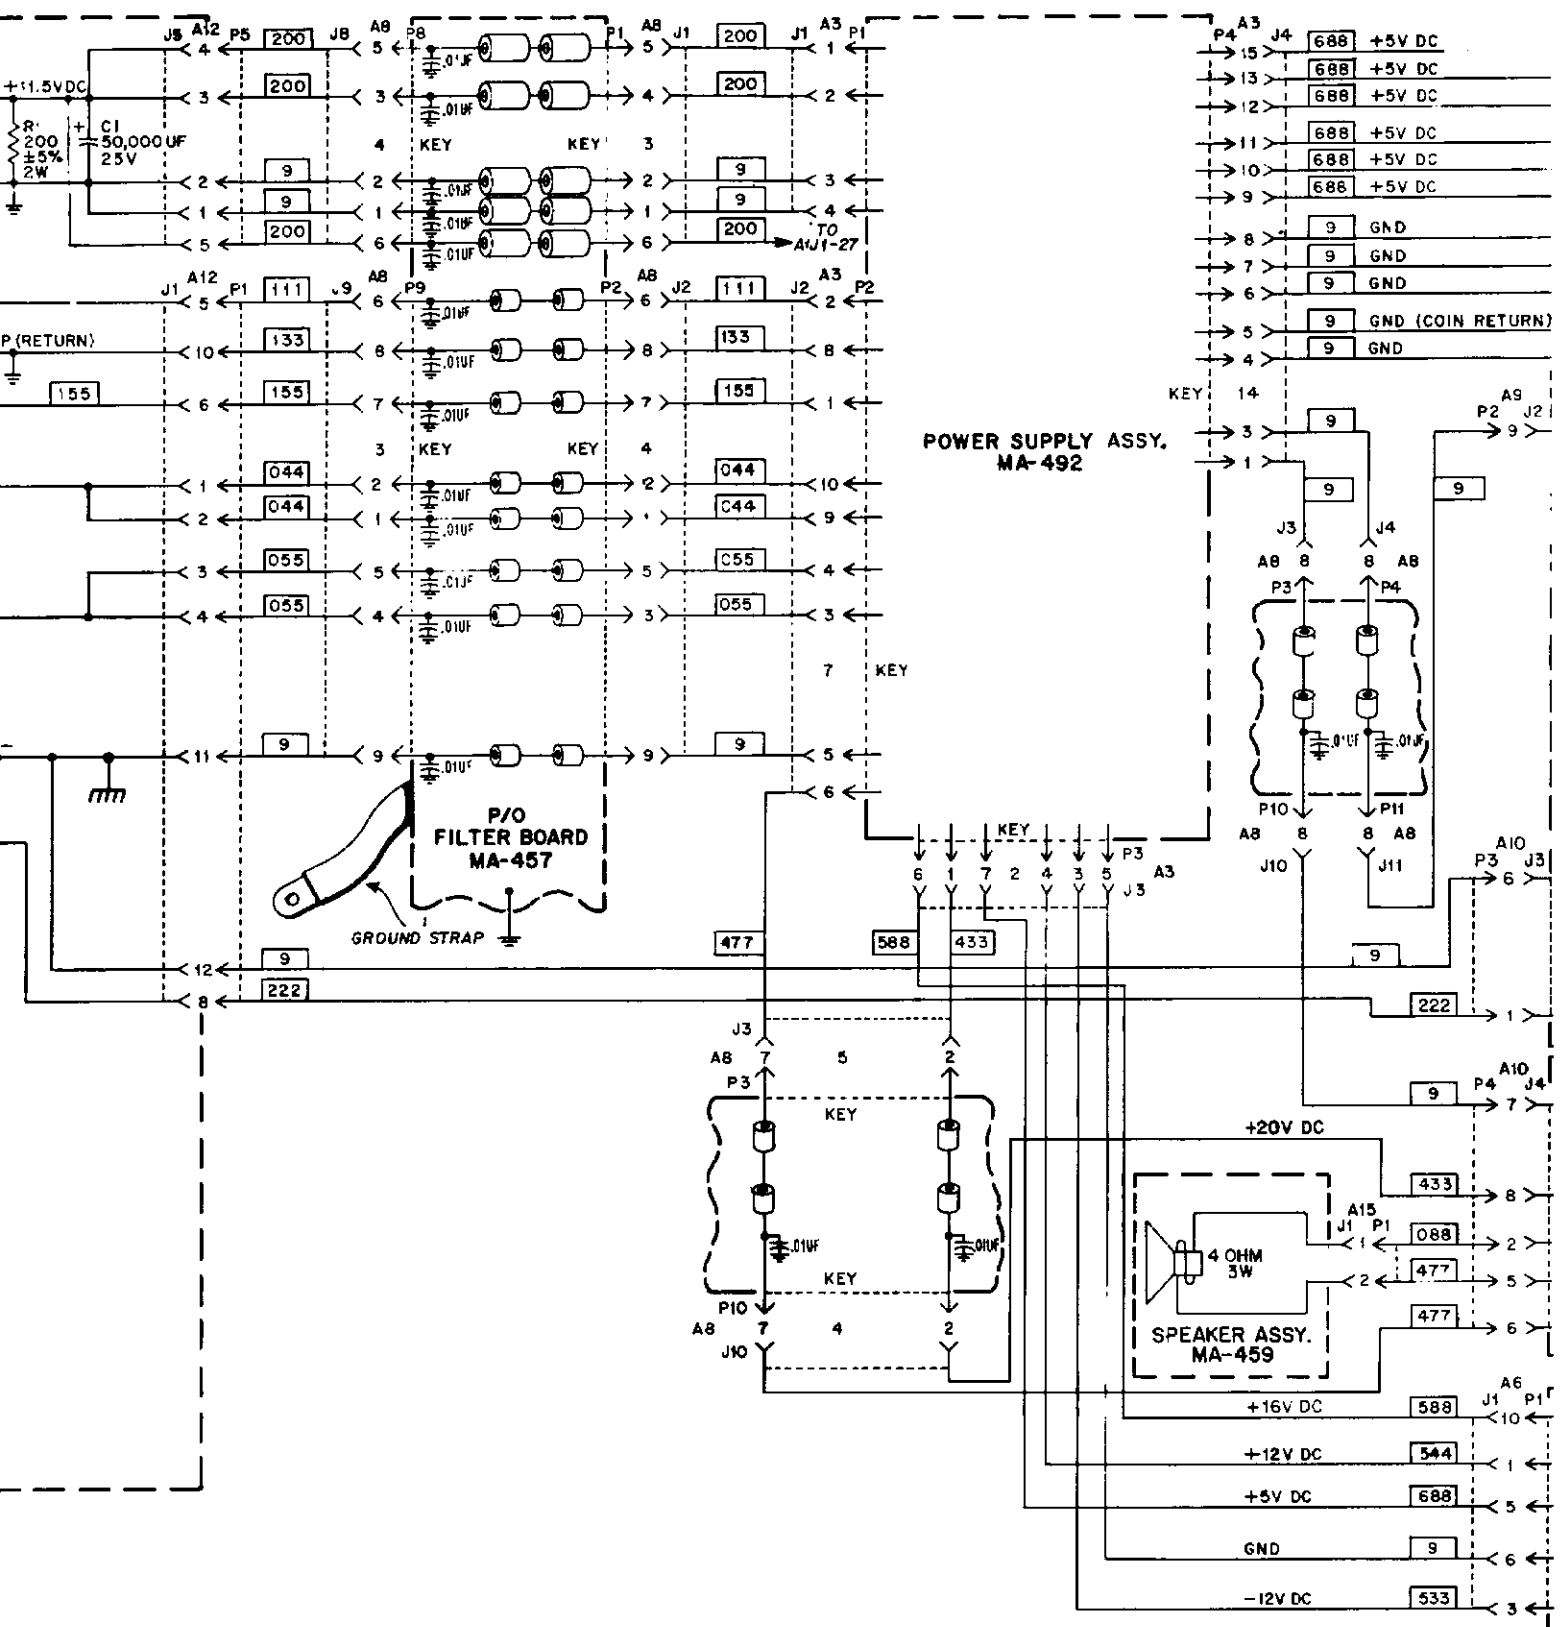 J5 A12 P5 200 J8 A8 P8 P1 A8 J1 200 J1 A3 P1 P4 A3 J4 688 +5V DC
4 5 .01UF 5 1 15
+11.5VDC 3 200 3 .01UF 4 200 2 13 688 +5V DC
12 688 +5V DC
R1 200 ±5% 2W
+ C1 50,000UF 25V
4 KEY KEY 3
11 688 +5V DC
10 688 +5V DC
2 9 2 .01UF 2 9 3
9 688 +5V DC
1 9 1 .01UF 1 9 4
5 200 6 .01UF 6 200 TO A1J1-27
8 9 GND
7 9 GND
6 9 GND
J1 A12 P1 111 J9 A8 P9 P2 A8 J2 111 J2 A3 P2
5 6 .01UF 6 2
5 9 GND (COIN RETURN)
P (RETURN) 10 133 8 .01UF 8 133 8
4 9 GND
155 6 155 7 .01UF 7 155 1
KEY 14
3 KEY KEY 4
3 9
1
A9
P2 J2
9
POWER SUPPLY ASSY.
MA-492
1 044 2 .01UF 2 044 10
2 044 1 .01UF 1 044 9
9 9
3 055 5 .01UF 5 055 4
4 055 4 .01UF 3 055 3
J3 J4
A8 8 8 A8
P3 P4
7 KEY
11 9 9 .01UF 9 9 5
6
.01UF .01UF
P10 P11
A8 8 8 A8
J10 J11
P/O
FILTER BOARD
MA-457
GROUND STRAP
KEY P3
6 1 7 2 4 3 5 A3
J3
A10
P3 J3
6
477 588 433
12 9 9
8 222 222 1
J3
A8 7 5 2
P3
KEY
A10
P4 J4
9 7
+20V DC
433 8
.01UF .01UF
KEY
P10
A8 7 4 2
J10
A15
J1 P1
4 OHM
3W
1 088 2
2 477 5
477 6
SPEAKER ASSY.
MA-459
A6
J1 P1
+16V DC 588 10
+12V DC 544 1
+5V DC 688 5
GND 9 6
-12V DC 533 3